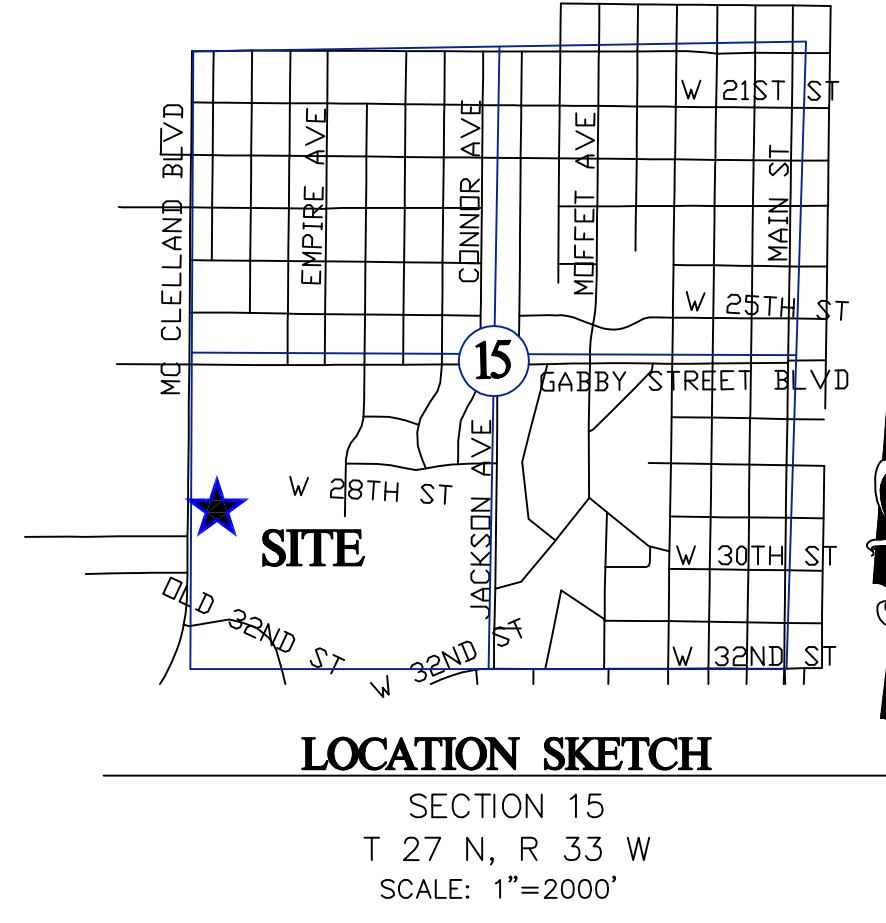 W 21ST ST
MC CLELLAND BLVD
EMPIRE AVE
CONNOR AVE
MOFFET AVE
MAIN ST
W 25TH ST
15
GABBY STREET BLVD
W 28TH ST
JACKSON AVE
SITE
W 30TH ST
OLD 32ND ST
W 32ND ST
W 32ND ST
LOCATION SKETCH
SECTION 15
T 27 N, R 33 W
SCALE: 1"=2000'